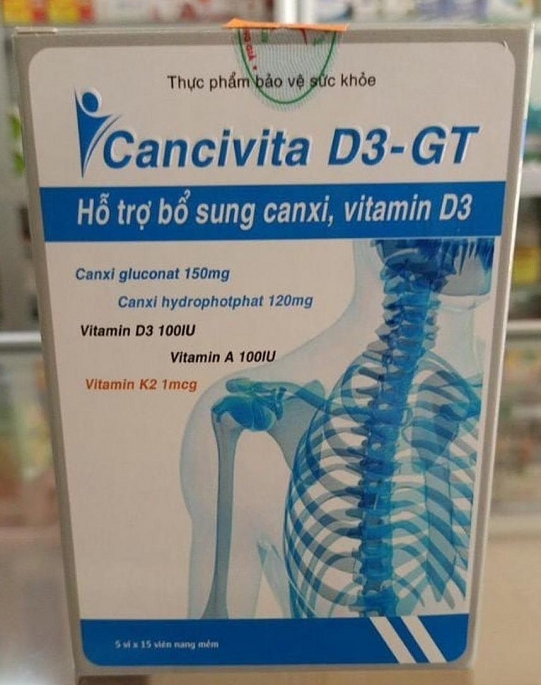 Thực phẩm bảo vệ sức khỏe
Cancivita D3-GT
Hỗ trợ bổ sung canxi, vitamin D3
Canxi gluconat 150mg
Canxi hydrophotphat 120mg
Vitamin D3 100IU
Vitamin A 100IU
Vitamin K2 1mcg
5 vỉ x 15 viên nang mềm